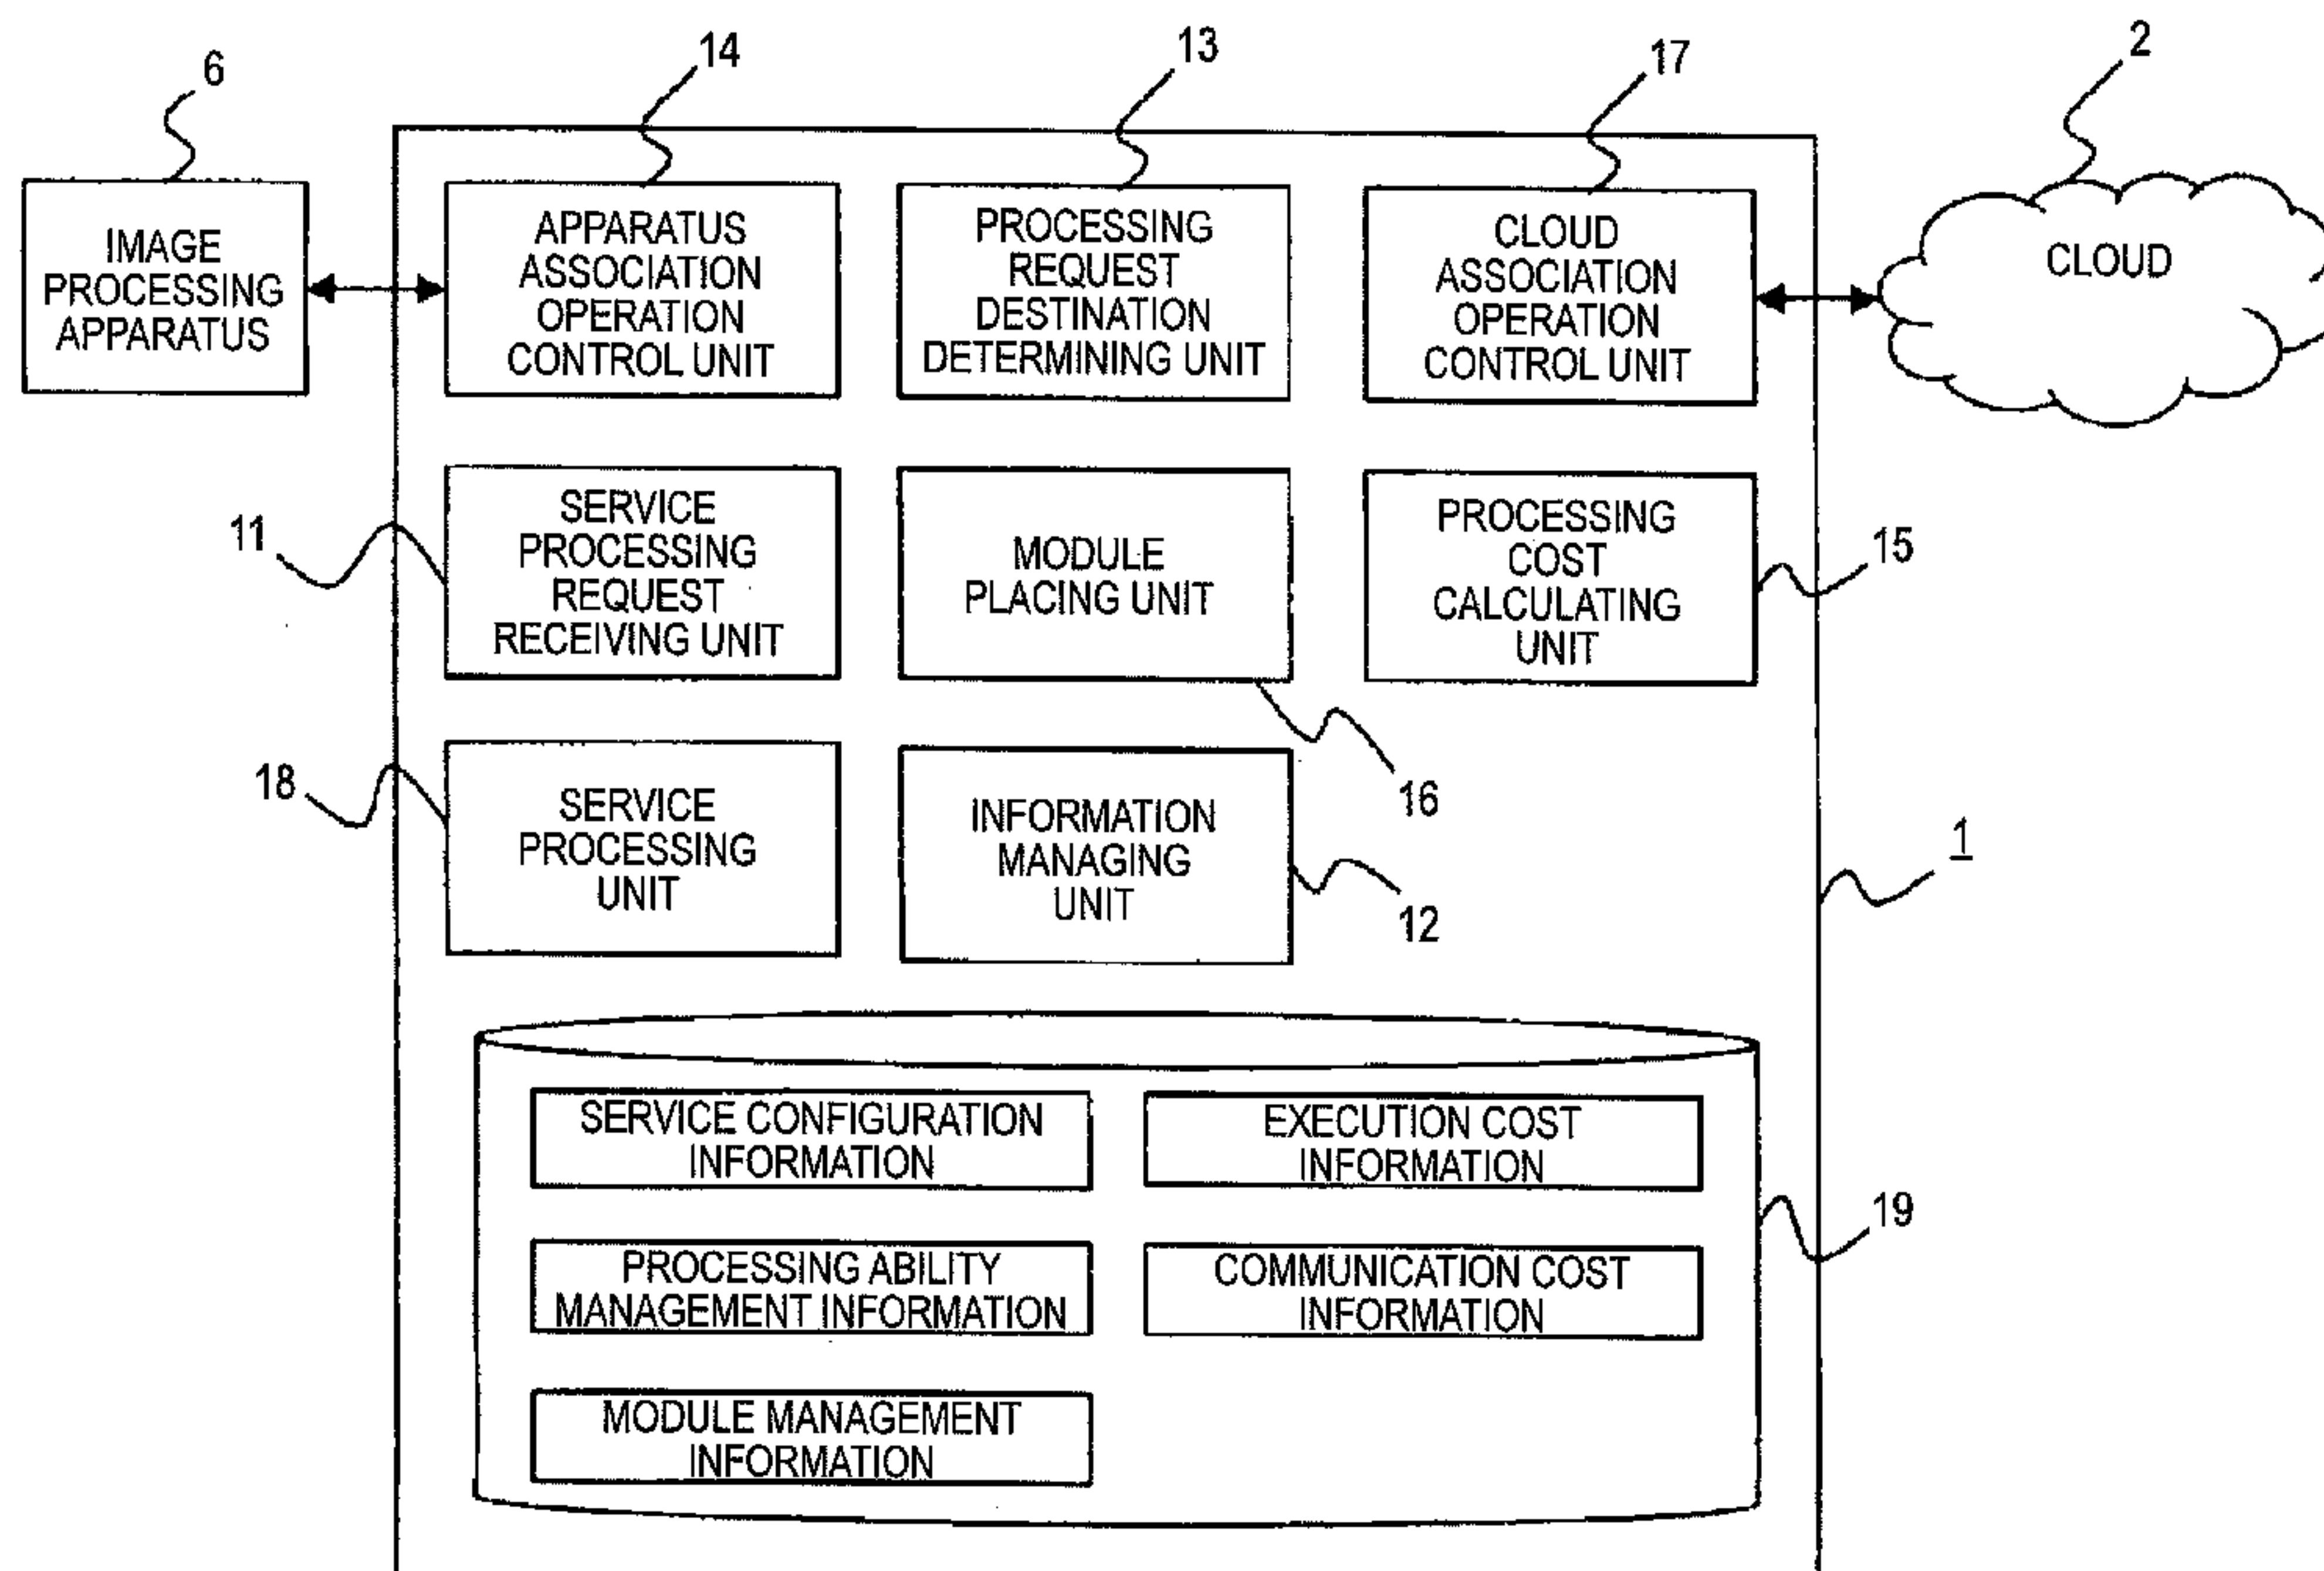 6
14
13
17
2
IMAGE
PROCESSING
APPARATUS
APPARATUS
ASSOCIATION
OPERATION
CONTROL UNIT
PROCESSING
REQUEST
DESTINATION
DETERMINING UNIT
CLOUD
ASSOCIATION
OPERATION
CONTROL UNIT
CLOUD
11
SERVICE
PROCESSING
REQUEST
RECEIVING UNIT
MODULE
PLACING UNIT
PROCESSING
COST
CALCULATING
UNIT
15
18
SERVICE
PROCESSING
UNIT
INFORMATION
MANAGING
UNIT
16
12
1
SERVICE CONFIGURATION
INFORMATION
EXECUTION COST
INFORMATION
19
PROCESSING ABILITY
MANAGEMENT INFORMATION
COMMUNICATION COST
INFORMATION
MODULE MANAGEMENT
INFORMATION